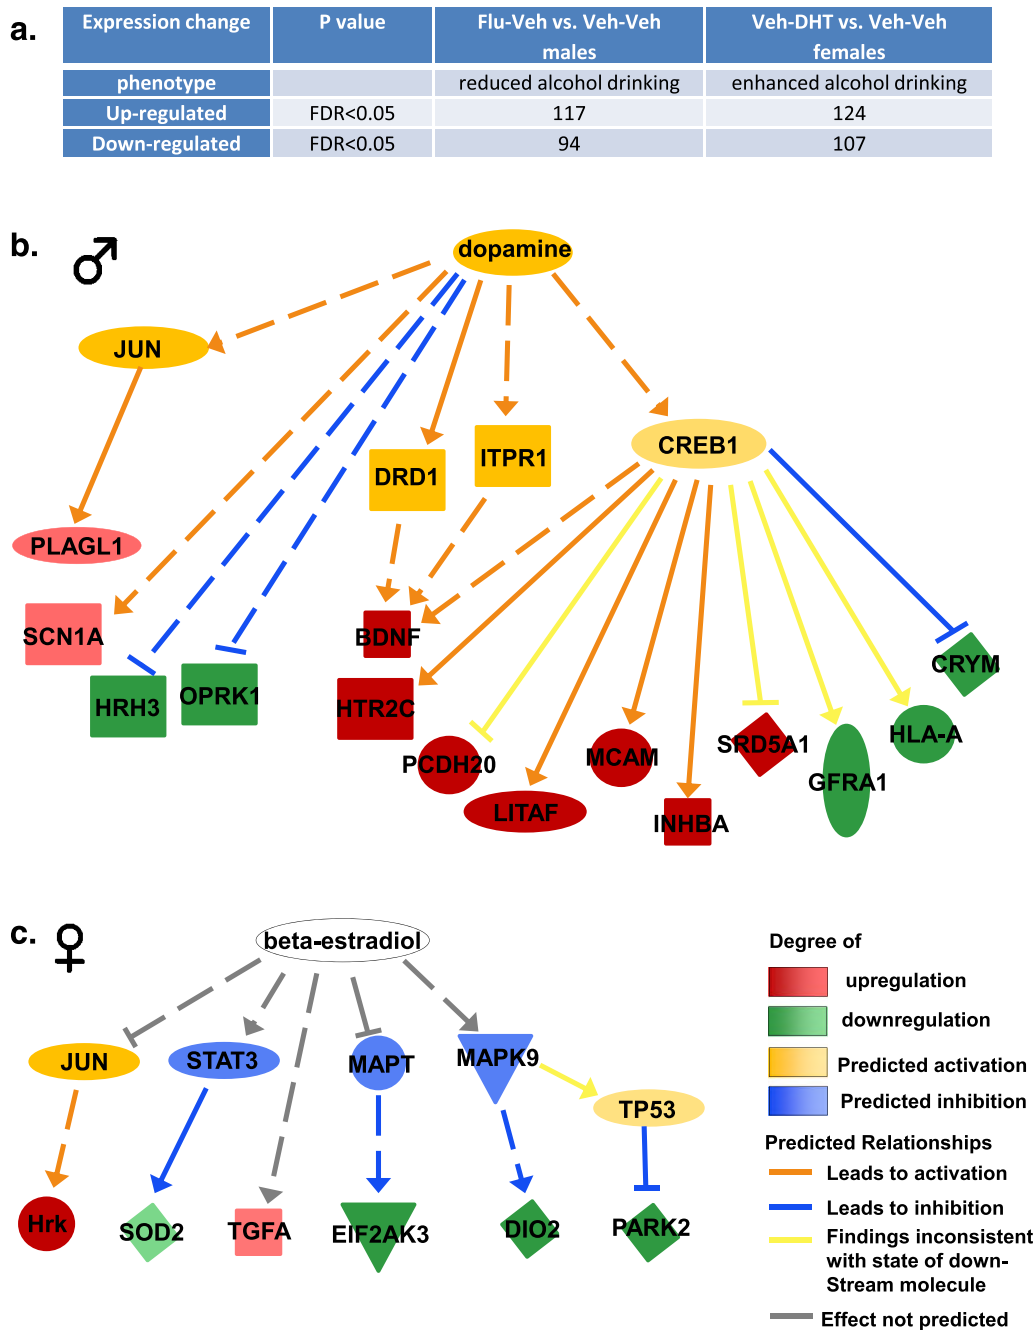 a.
Expression change P value Flu-Veh vs. Veh-Veh males Veh-DHT vs. Veh-Veh females
phenotype reduced alcohol drinking enhanced alcohol drinking
Up-regulated FDR<0.05 117 124
Down-regulated FDR<0.05 94 107
b. ♂
dopamine
JUN
CREB1
ITPR1
DRD1
PLAGL1
SCN1A
BDNF
CRYM
HRH3
OPRK1
HTR2C
PCDH20
MCAM
SRD5A1
HLA-A
GFRA1
LITAF
INHBA
c. ♀
beta-estradiol
JUN
STAT3
MAPT
MAPK9
TP53
Hrk
SOD2
TGFA
EIF2AK3
DIO2
PARK2
Degree of
upregulation
downregulation
Predicted activation
Predicted inhibition
Predicted Relationships
Leads to activation
Leads to inhibition
Findings inconsistent
with state of down-
Stream molecule
Effect not predicted